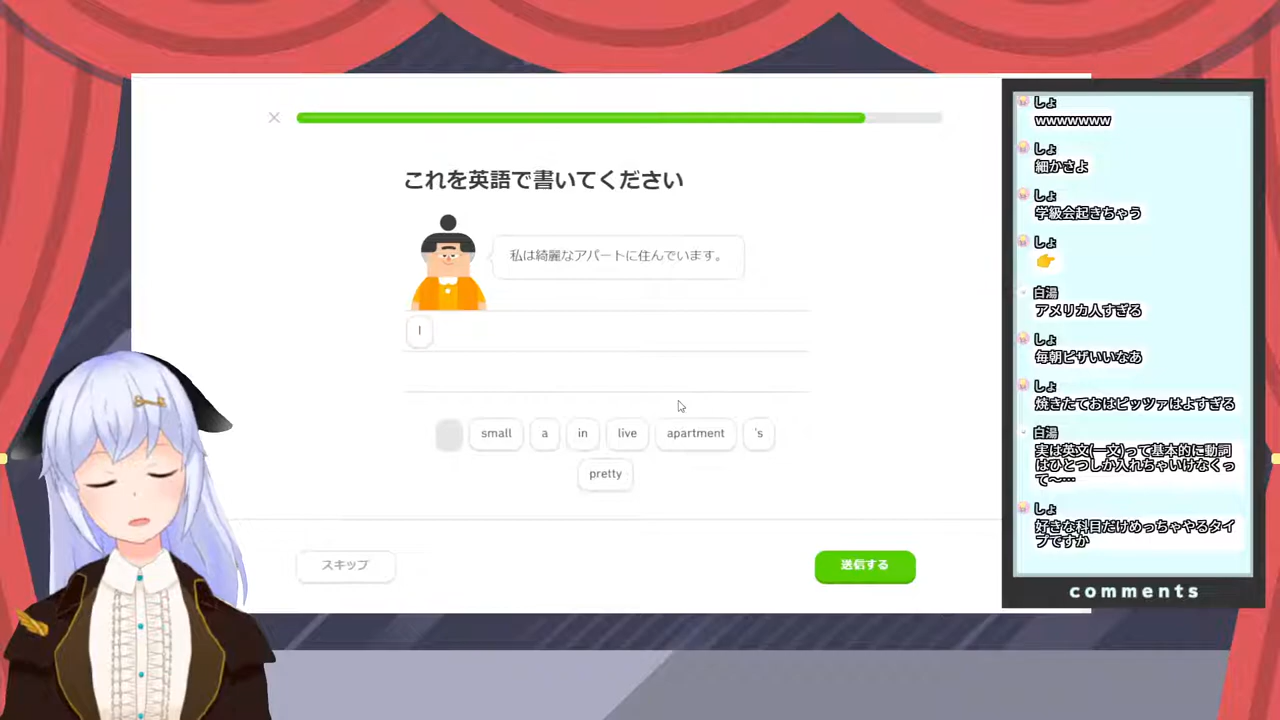 これを英語で書いてください
私は綺麗なアパートに住んでいます。
I
small a in live apartment 's
pretty
スキップ
送信する
しょ
wwwwwww
しょ
細かさよ
しょ
学級会起きちゃう
しょ
👉
白湯
アメリカ人すぎる
しょ
毎朝ピザいいなあ
しょ
焼きたておはピッツァはよすぎる
白湯
実は英文(一文)って基本的に動詞
はひとつしか入れちゃいけなくっ
て〜…
しょ
好きな科目だけめっちゃやるタイ
プですか
comments